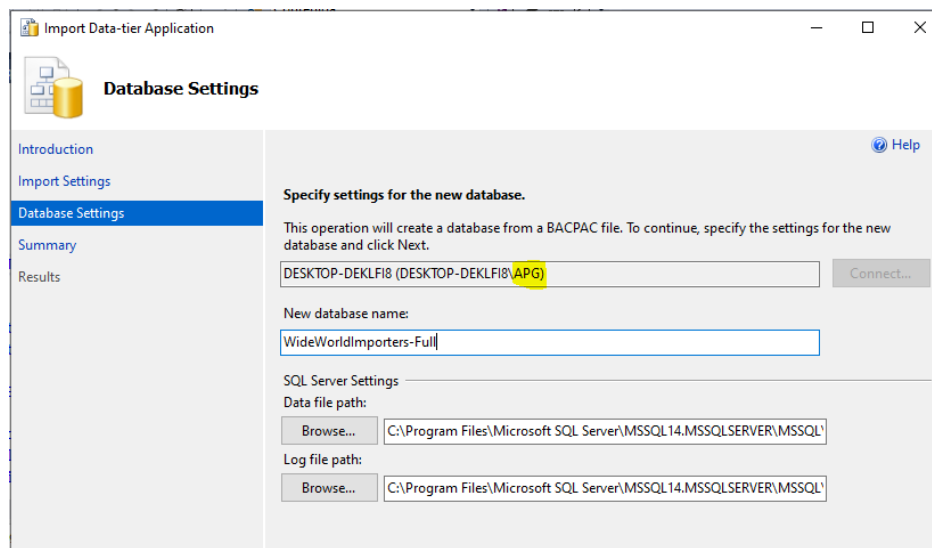 Import Data-tier Application
Database Settings
Introduction
Import Settings
Database Settings
Summary
Results
Help
Specify settings for the new database.
This operation will create a database from a BACPAC file. To continue, specify the settings for the new
database and click Next.
DESKTOP-DEKLFI8 (DESKTOP-DEKLFI8\APG)
Connect...
New database name:
WideWorldImporters-Full
SQL Server Settings
Data file path:
Browse...
C:\Program Files\Microsoft SQL Server\MSSQL14.MSSQLSERVER\MSSQL\
Log file path:
Browse...
C:\Program Files\Microsoft SQL Server\MSSQL14.MSSQLSERVER\MSSQL\